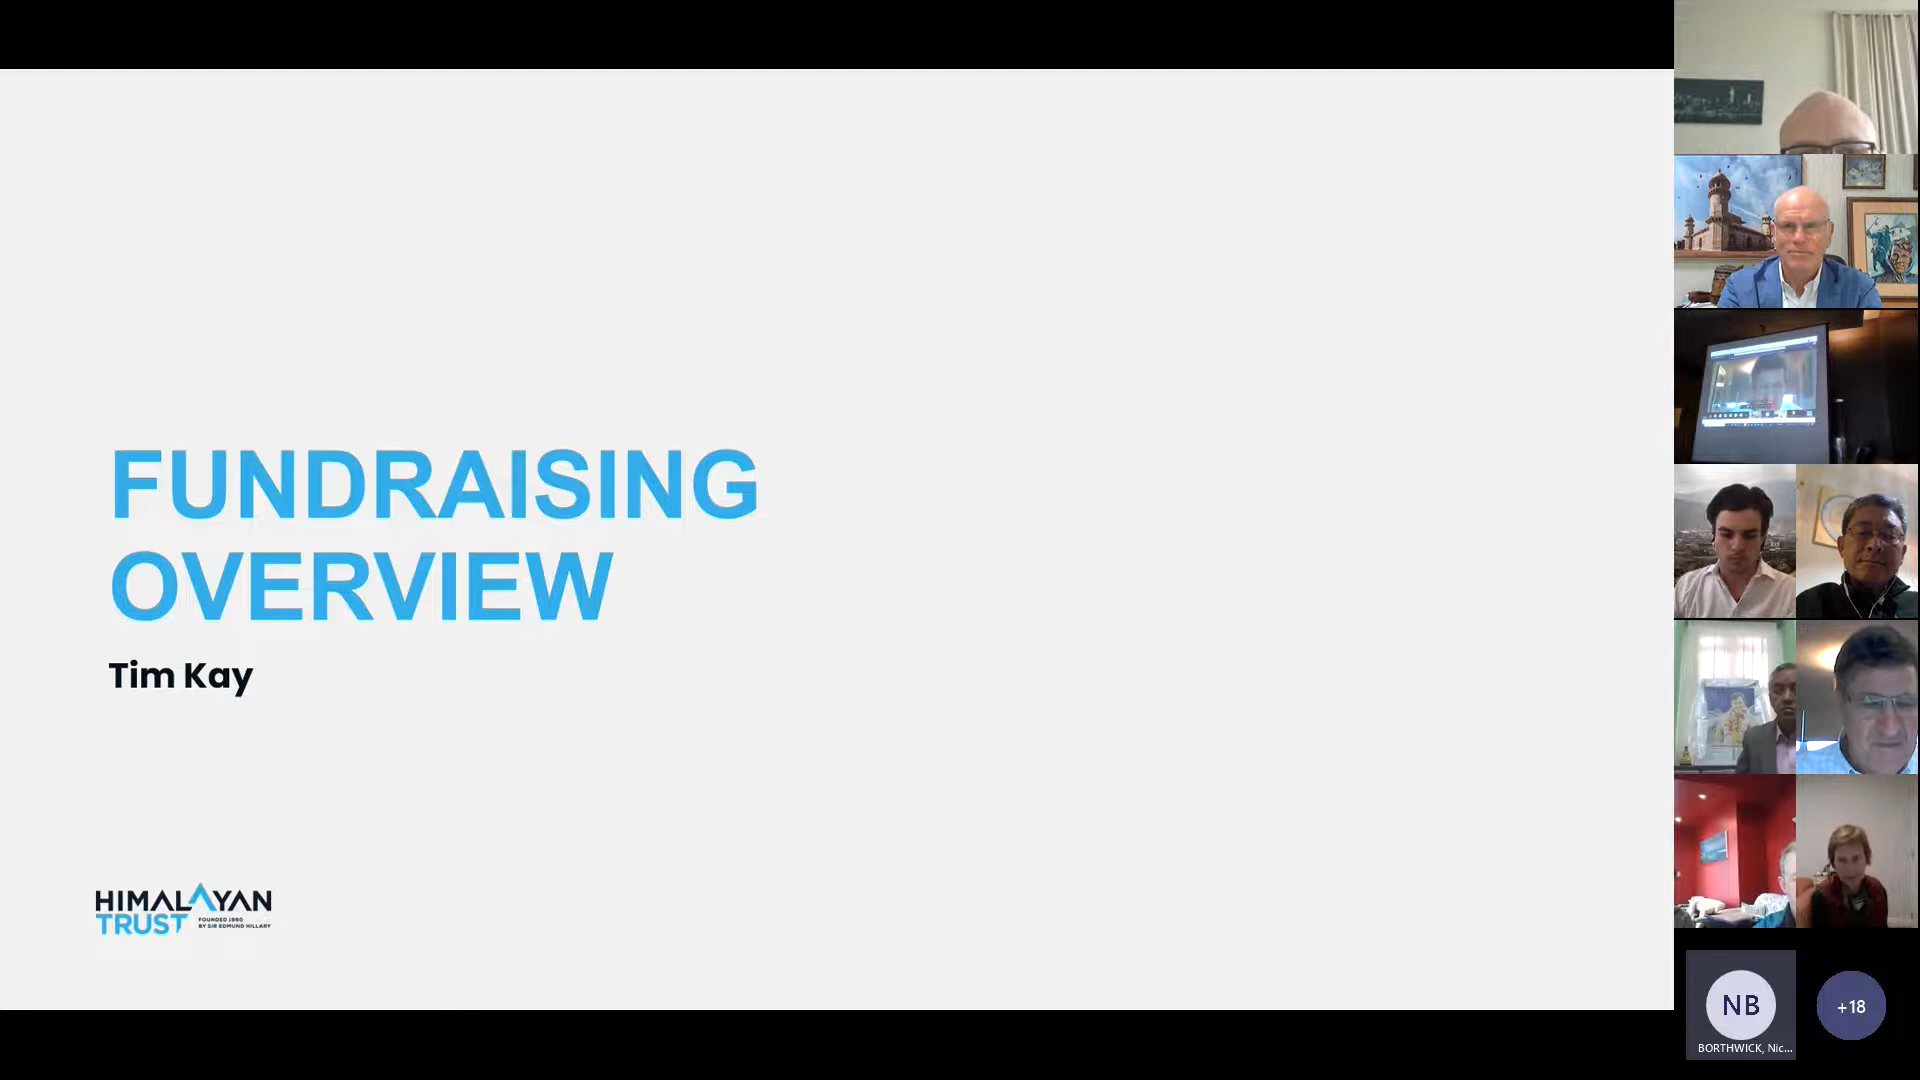 FUNDRAISING
OVERVIEW
Tim Kay
HIMALAYAN
TRUST
FOUNDED 1960
BY SIR EDMUND HILLARY
NB
BORTHWICK, Nic...
+18